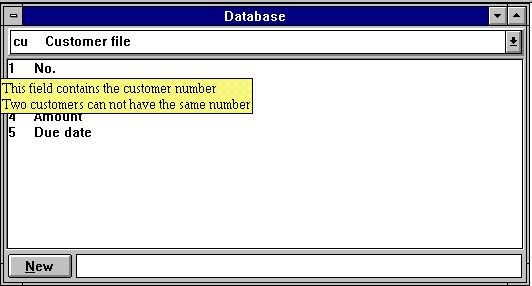 Database
cu Customer file
1 No.
This field contains the customer number
Two customers can not have the same number
4 Amount
5 Due date
New